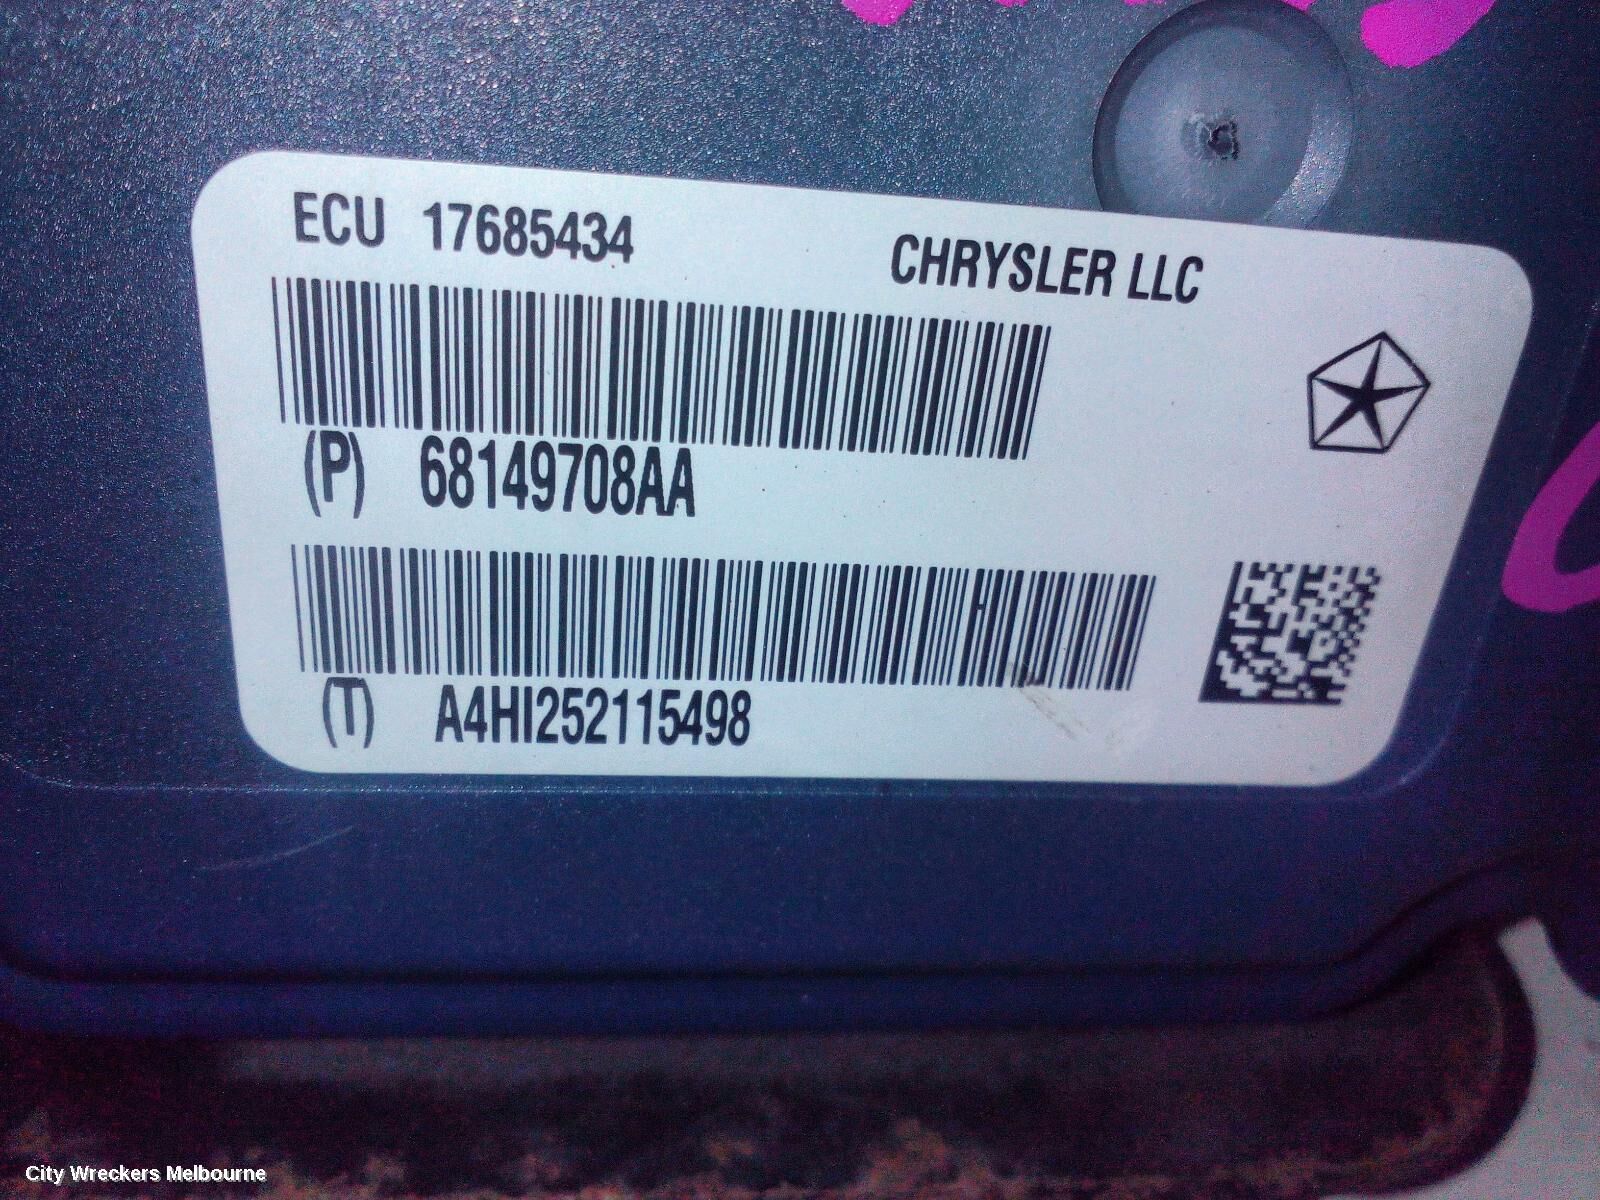 ECU 17685434 CHRYSLER LLC
(P) 68149708AA
(T) A4HI252115498
City Wreckers Melbourne